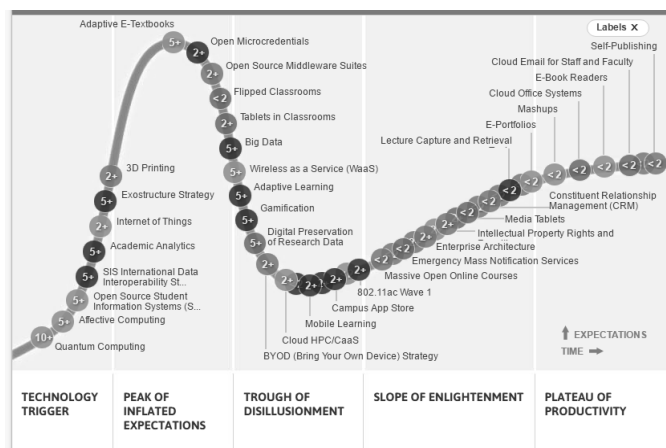 Labels X
Self-Publishing
Cloud Email for Staff and Faculty
E-Book Readers
Cloud Office Systems
Mashups
E-Portfolios
Lecture Capture and Retrieval
Adaptive E-Textbooks
5+
2+ Open Microcredentials
2+ Open Source Middleware Suites
<2 Flipped Classrooms
2+ Tablets in Classrooms
5+ Big Data
5+ Wireless as a Service (WaaS)
5+ Adaptive Learning
5+ Gamification
5+ Digital Preservation
of Research Data
2+ 3D Printing
5+ Exostructure Strategy
2+ Internet of Things
5+ Academic Analytics
5+ SIS International Data
Interoperability St...
5+ Open Source Student
Information Systems (S...
5+ Affective Computing
10+ Quantum Computing
2+
2+
2+
2+
2+
<2
<2
2+
2+
<2
<2
<2
<2
<2
<2
<2
<2
<2
Constituent Relationship
Management (CRM)
Media Tablets
Intellectual Property Rights and
Enterprise Architecture
Emergency Mass Notification Services
Massive Open Online Courses
802.11ac Wave 1
Campus App Store
Mobile Learning
Cloud HPC/CaaS
BYOD (Bring Your Own Device) Strategy
EXPECTATIONS
TIME
TECHNOLOGY
TRIGGER
PEAK OF
INFLATED
EXPECTATIONS
TROUGH OF
DISILLUSIONMENT
SLOPE OF ENLIGHTENMENT
PLATEAU OF
PRODUCTIVITY